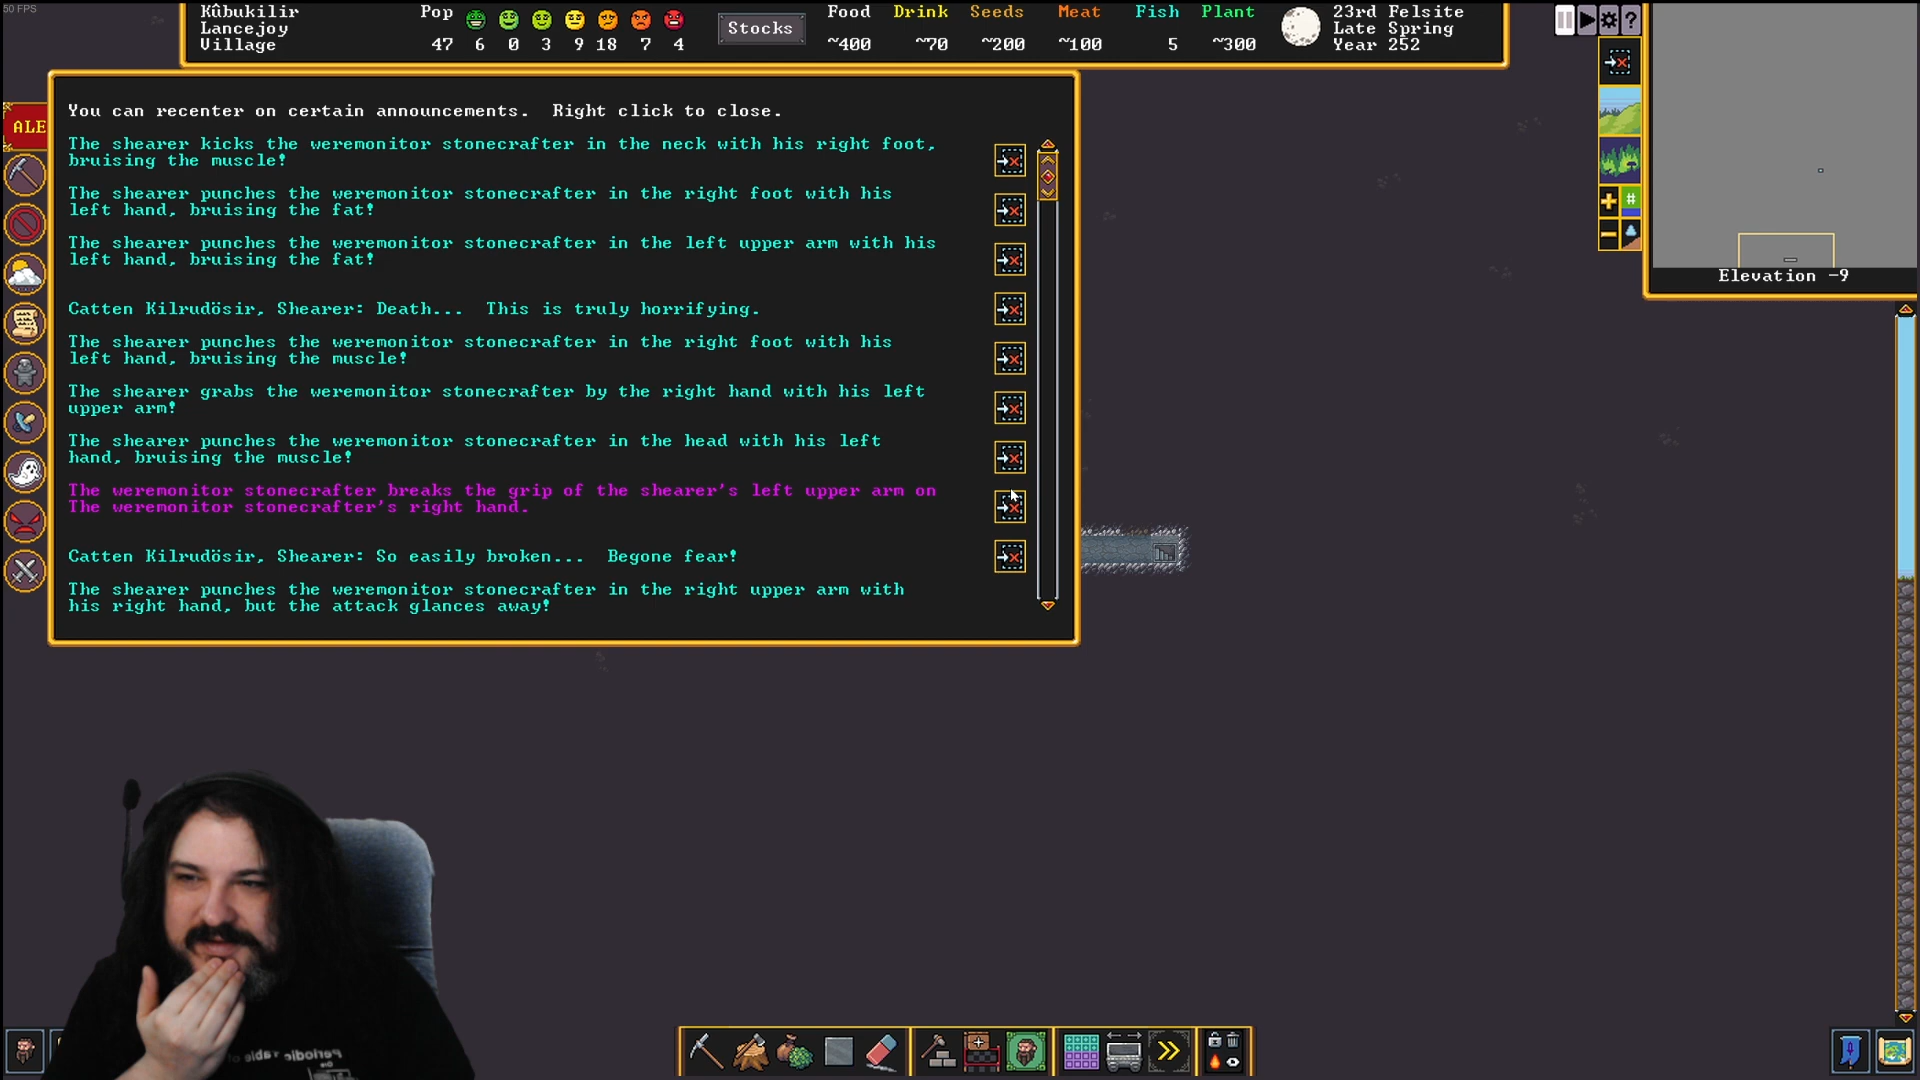 50 FPS
Kûbukilir
Lancejoy
Village
Pop
47 6 0 3 9 18 7 4
Stocks
Food Drink Seeds Meat Fish Plant
~400 ~70 ~200 ~100 5 ~300
23rd Felsite
Late Spring
Year 252
ALE
You can recenter on certain announcements. Right click to close.
The shearer kicks the weremonitor stonecrafter in the neck with his right foot,
bruising the muscle!
The shearer punches the weremonitor stonecrafter in the right foot with his
left hand, bruising the fat!
The shearer punches the weremonitor stonecrafter in the left upper arm with his
left hand, bruising the fat!
Catten Kilrudösir, Shearer: Death... This is truly horrifying.
The shearer punches the weremonitor stonecrafter in the right foot with his
left hand, bruising the muscle!
The shearer grabs the weremonitor stonecrafter by the right hand with his left
upper arm!
The shearer punches the weremonitor stonecrafter in the head with his left
hand, bruising the muscle!
The weremonitor stonecrafter breaks the grip of the shearer's left upper arm on
The weremonitor stonecrafter's right hand.
Catten Kilrudösir, Shearer: So easily broken... Begone fear!
The shearer punches the weremonitor stonecrafter in the right upper arm with
his right hand, but the attack glances away!
Elevation -9
Periodic Table of